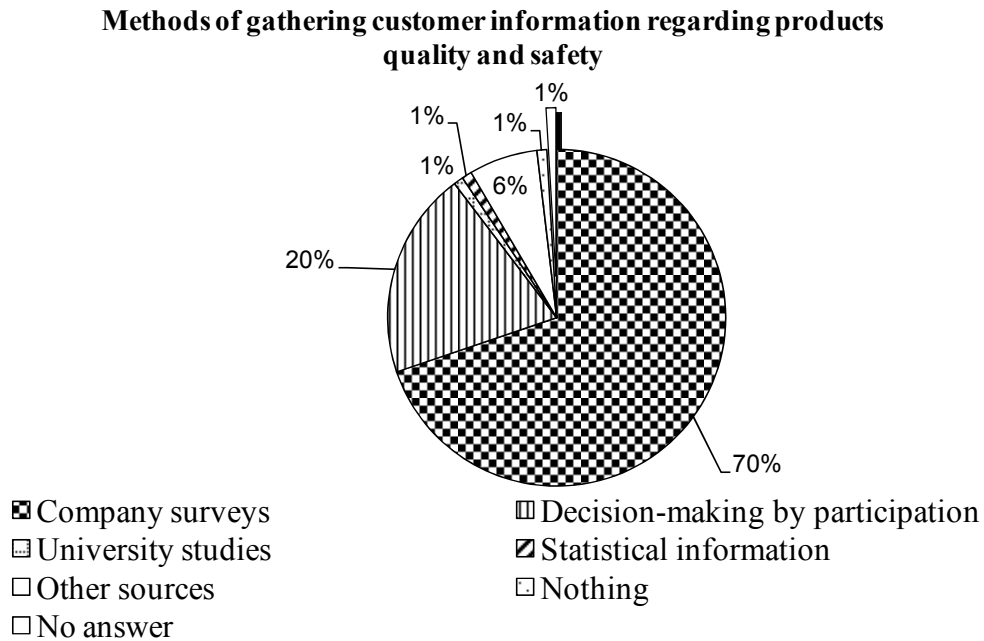 Methods of gathering customer information regarding products
quality and safety
1%
1%
1%
1%
6%
20%
70%
Company surveys
Decision-making by participation
University studies
Statistical information
Other sources
Nothing
No answer